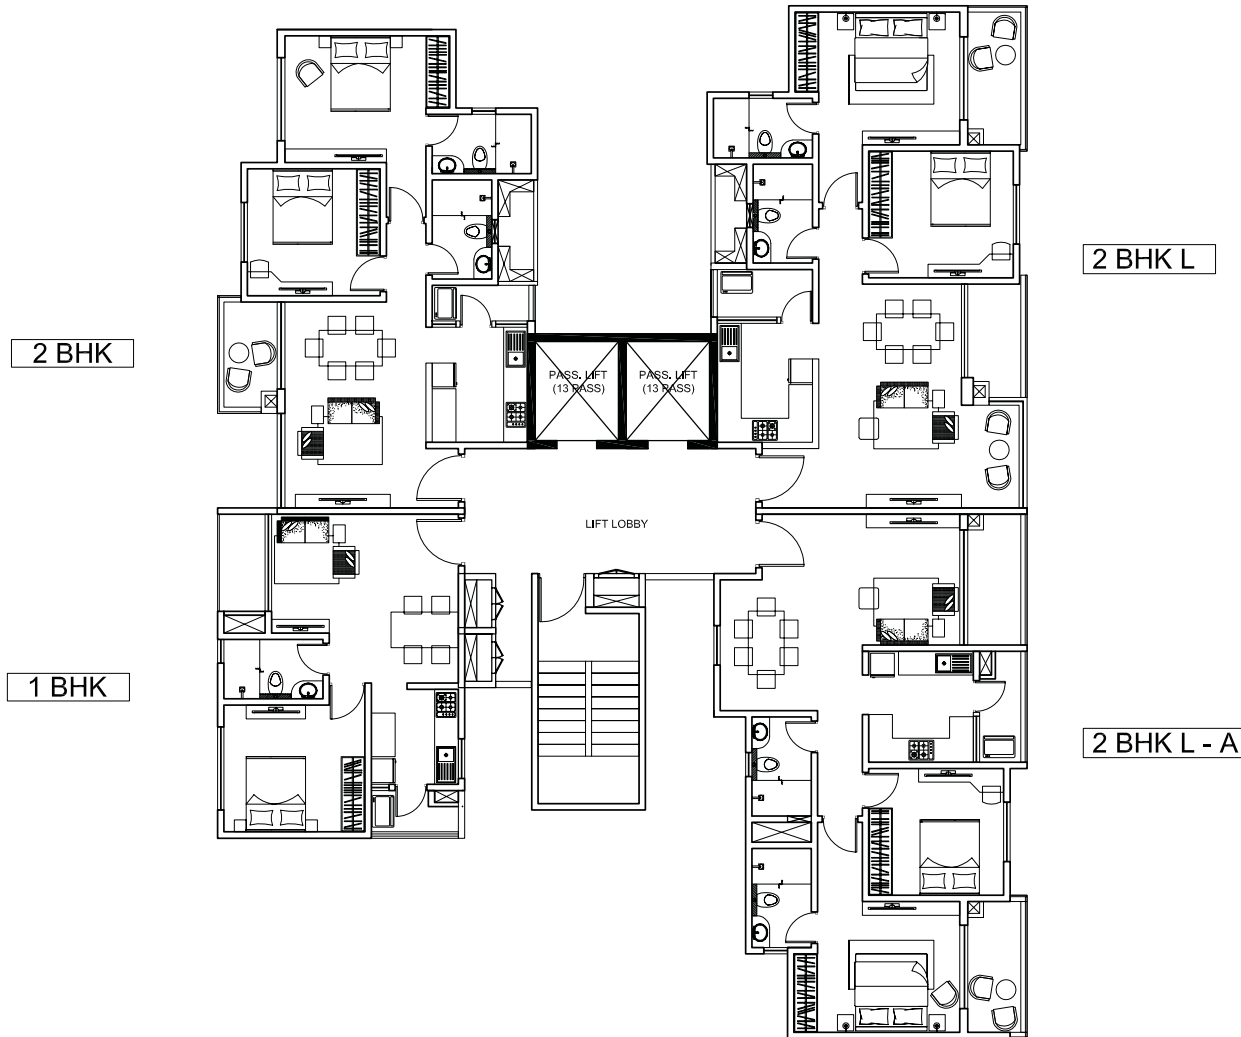 2 BHK L
2 BHK
PASS. LIFT
(13 PASS)
PASS. LIFT
(13 PASS)
LIFT LOBBY
1 BHK
2 BHK L - A